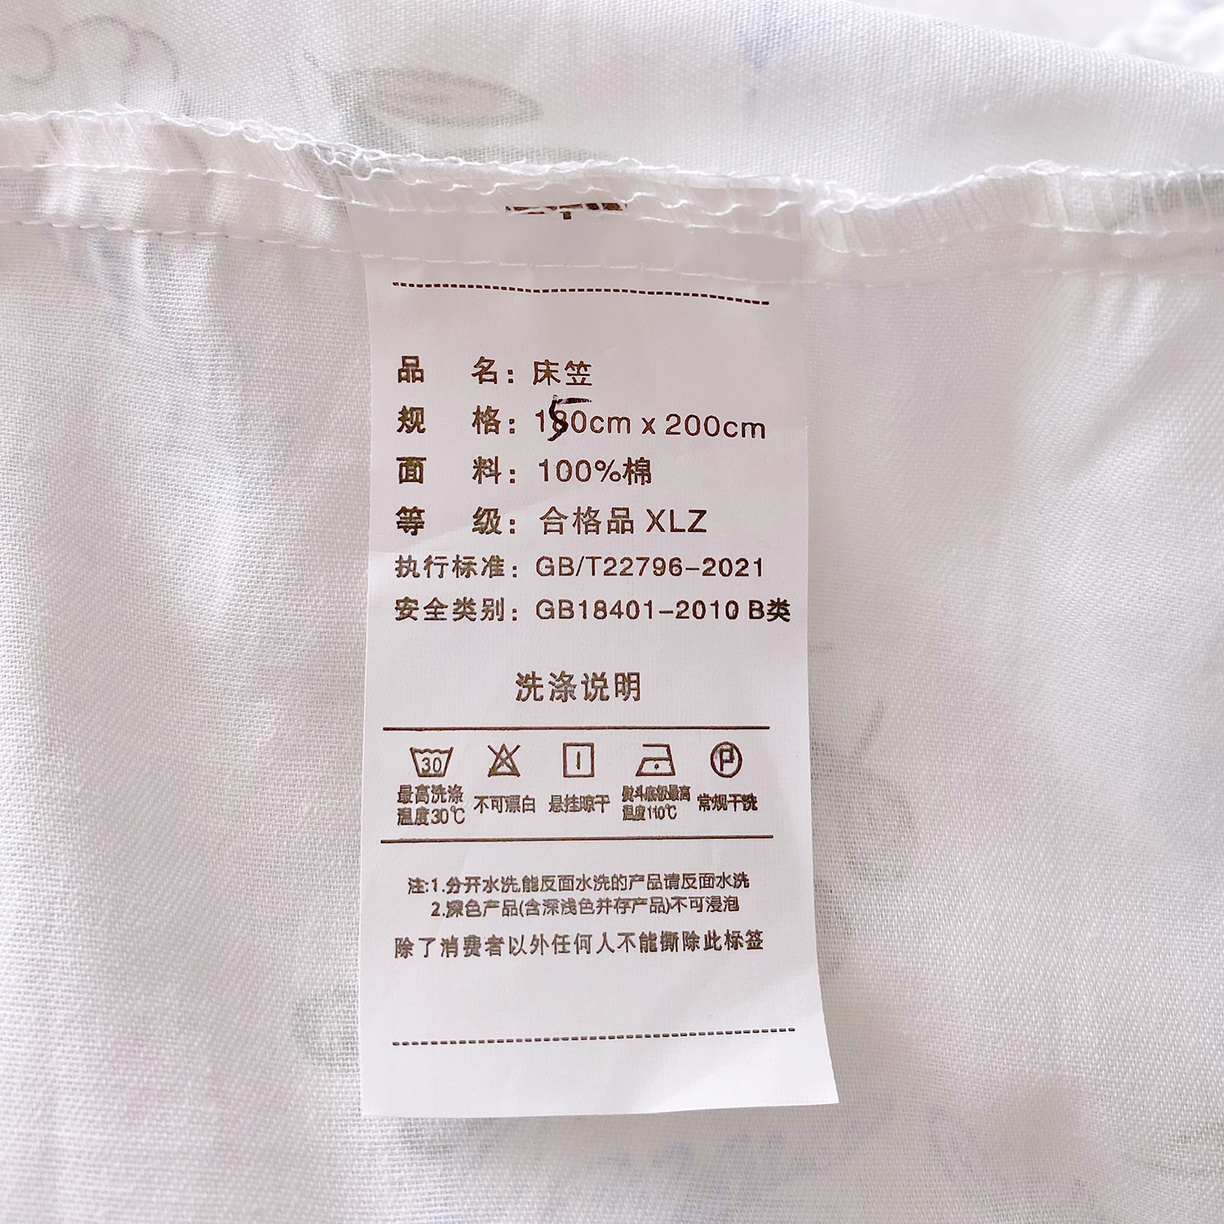 品 名：床笠
规 格：150cm x 200cm
面 料：100%棉
等 级：合格品 XLZ
执行标准：GB/T22796-2021
安全类别：GB18401-2010 B类
洗涤说明
30
P
最高洗涤 温度30℃
不可漂白
悬挂晾干
熨斗底板最高 温度110℃
常规干洗
注:1.分开水洗,能反面水洗的产品请反面水洗
2.深色产品(含深浅色并存产品)不可浸泡
除了消费者以外任何人不能撕除此标签